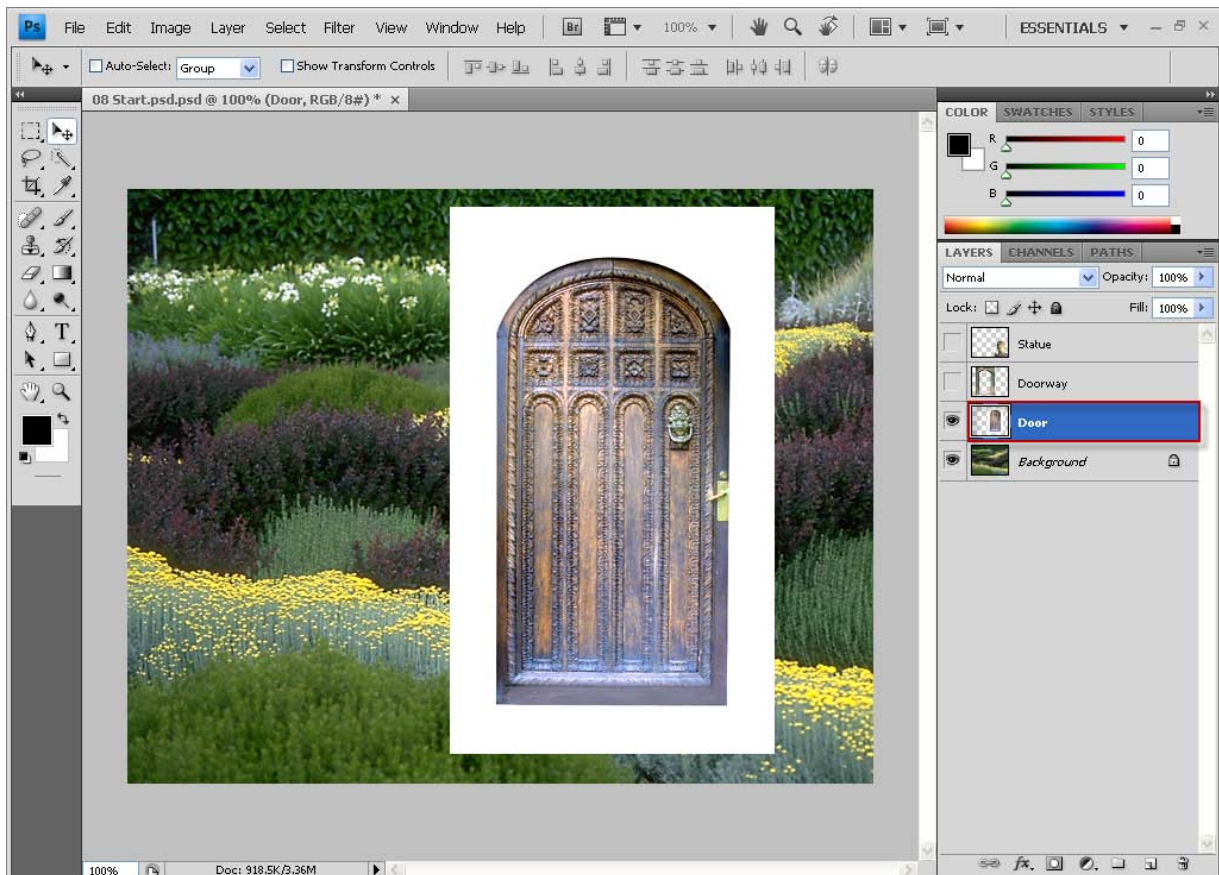 Ps File Edit Image Layer Select Filter View Window Help Br 100% ESSENTIALS
Auto-Select: Group Show Transform Controls
08 Start.psd.psd @ 100% (Door, RGB/8#) * ×
COLOR SWATCHES STYLES
R 0
G 0
B 0
LAYERS CHANNELS PATHS
Normal Opacity: 100%
Lock: Fill: 100%
Statue
Doorway
Door
Background
T
100% Doc: 918.5K/3.36M
fx.